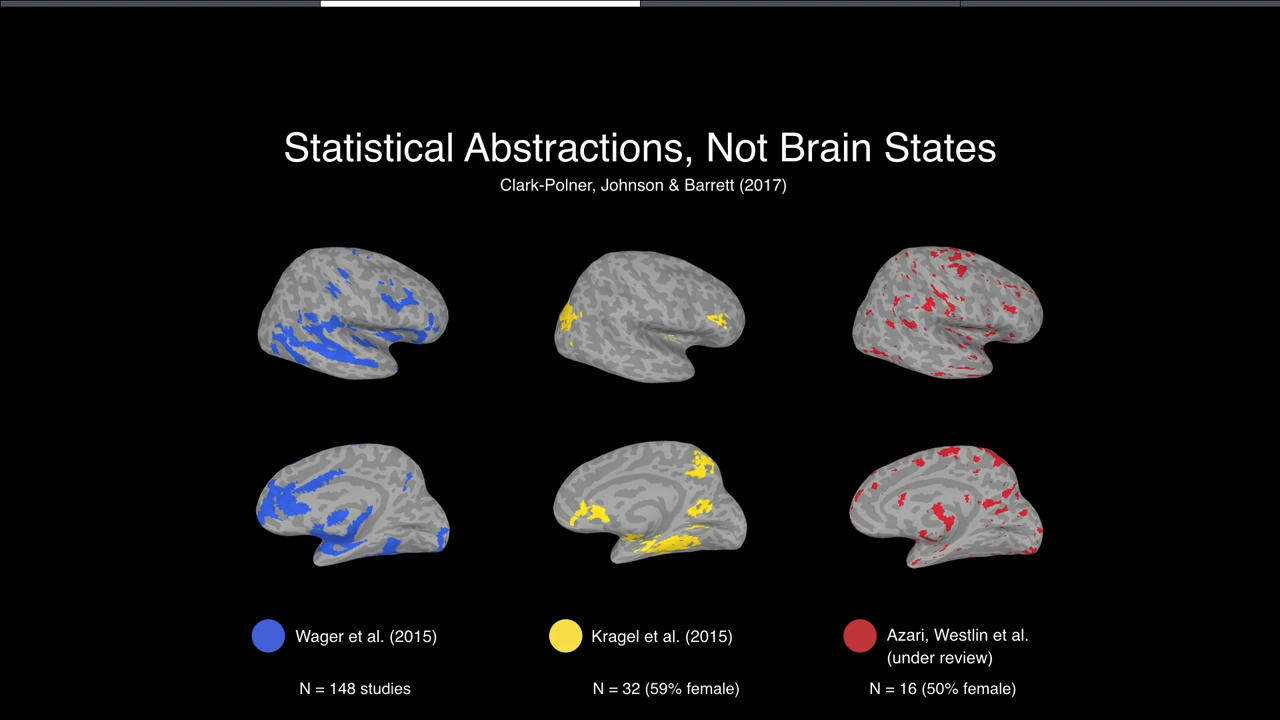 Statistical Abstractions, Not Brain States
Clark-Polner, Johnson & Barrett (2017)
Wager et al. (2015)
Kragel et al. (2015)
Azari, Westlin et al.
(under review)
N = 148 studies
N = 32 (59% female)
N = 16 (50% female)